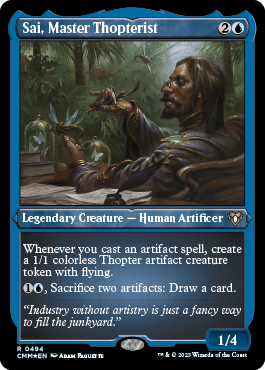 Sai, Master Thopterist 2
Legendary Creature — Human Artificer
Whenever you cast an artifact spell, create
a 1/1 colorless Thopter artifact creature
token with flying.
1, Sacrifice two artifacts: Draw a card.
“Industry without artistry is just a fancy way
to fill the junkyard.”
1/4
R 0494
CMM★EN ADAM PAQUETTE ™ & © 2023 Wizards of the Coast